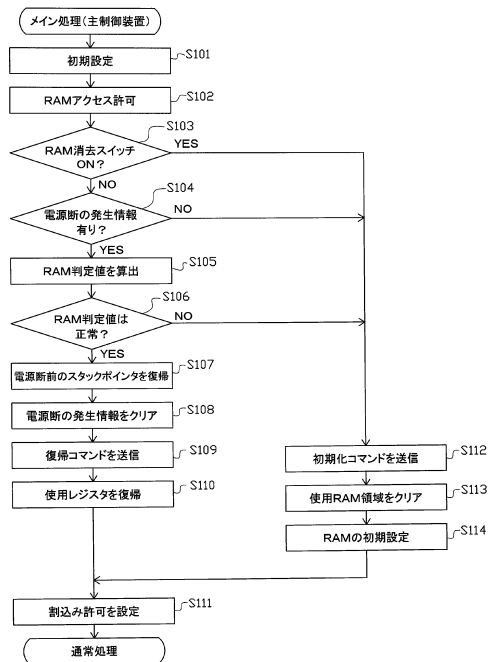 メイン処理(主制御装置)
初期設定
S101
RAMアクセス許可
S102
S103
RAM消去スイッチ
ON?
YES
NO
S104
電源断の発生情報
有り?
NO
YES
RAM判定値を算出
S105
S106
RAM判定値は
正常?
NO
YES
電源断前のスタックポインタを復帰
S107
電源断の発生情報をクリア
S108
復帰コマンドを送信
S109
使用レジスタを復帰
S110
初期化コマンドを送信
S112
使用RAM領域をクリア
S113
RAMの初期設定
S114
割込み許可を設定
S111
通常処理